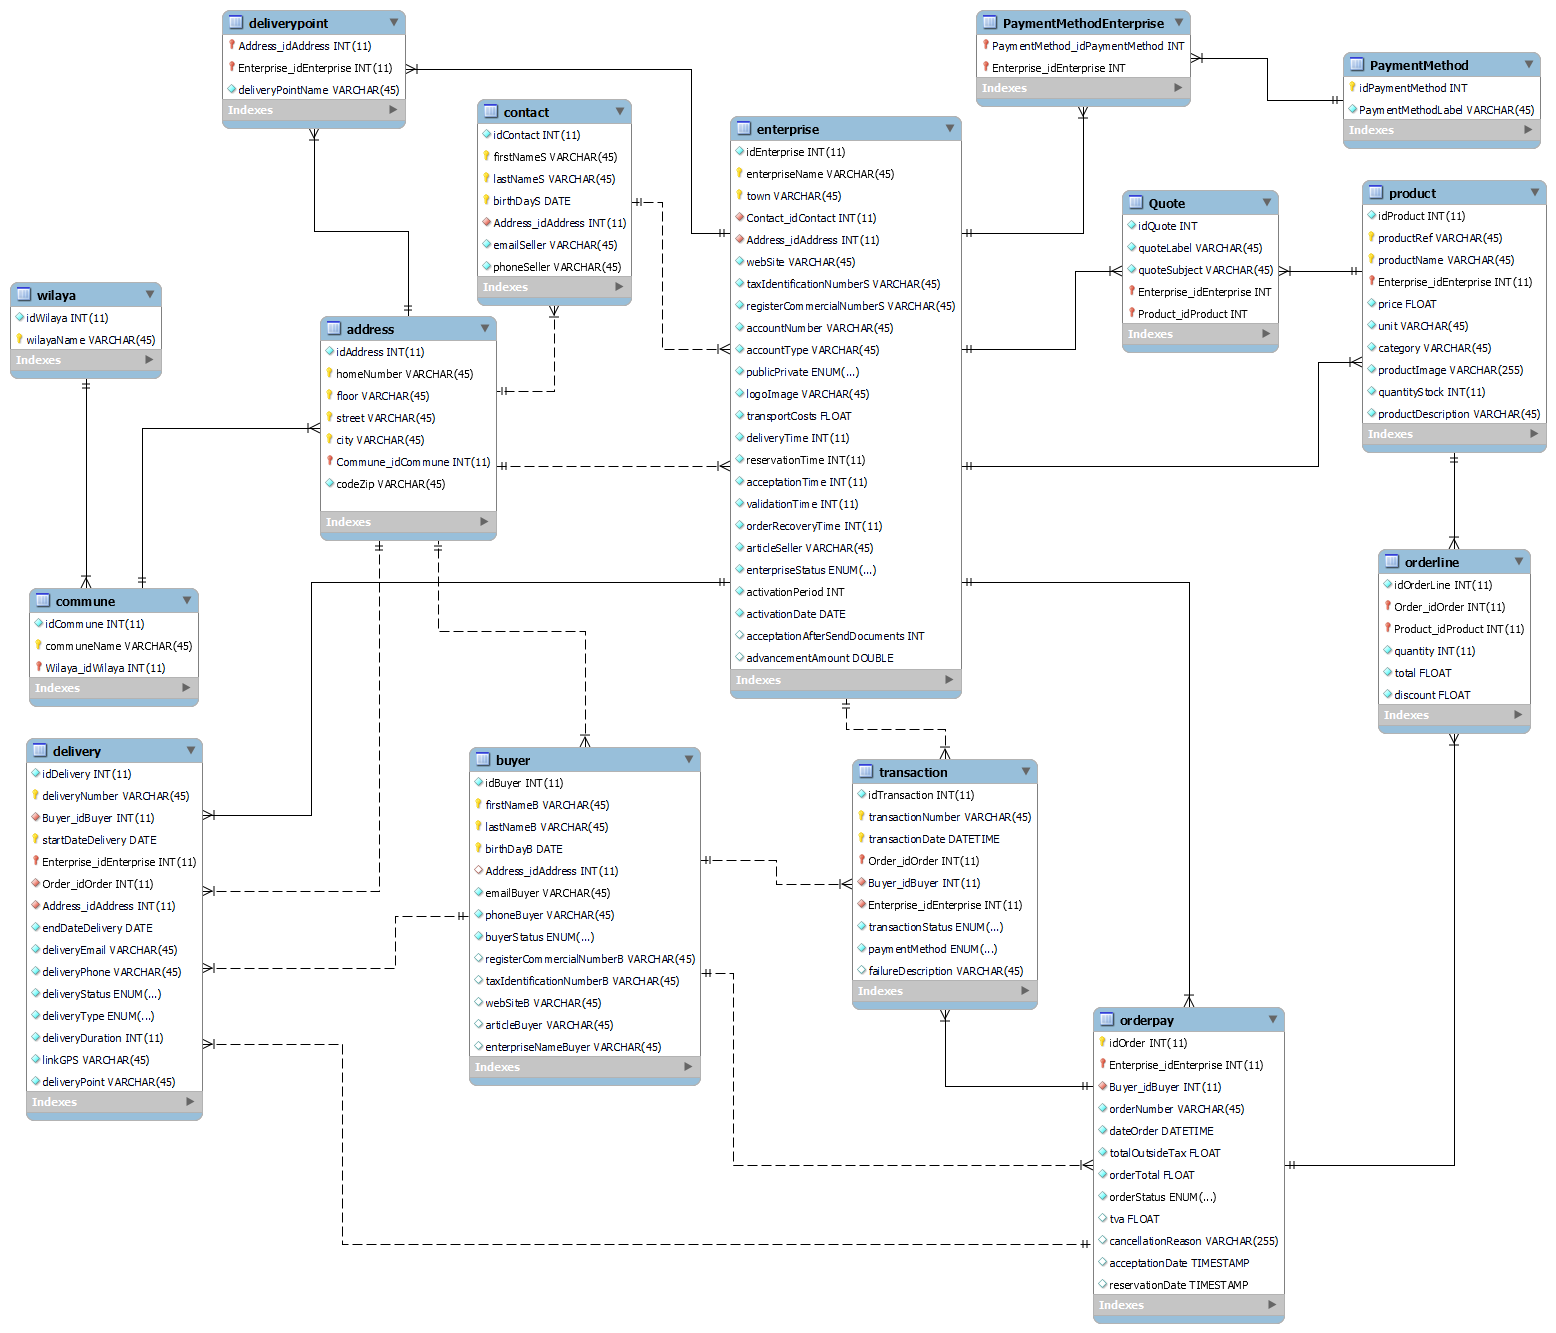 deliverypoint
Address_idAddress INT(11)
Enterprise_idEnterprise INT(11)
deliveryPointName VARCHAR(45)
Indexes
contact
idContact INT(11)
firstNameS VARCHAR(45)
lastNameS VARCHAR(45)
birthDayS DATE
Address_idAddress INT(11)
emailSeller VARCHAR(45)
phoneSeller VARCHAR(45)
Indexes
enterprise
idEnterprise INT(11)
enterpriseName VARCHAR(45)
town VARCHAR(45)
Contact_idContact INT(11)
Address_idAddress INT(11)
webSite VARCHAR(45)
taxIdentificationNumberS VARCHAR(45)
registerCommercialNumberS VARCHAR(45)
accountNumber VARCHAR(45)
accountType VARCHAR(45)
publicPrivate ENUM(...)
logoImage VARCHAR(45)
transportCosts FLOAT
deliveryTime INT(11)
reservationTime INT(11)
acceptationTime INT(11)
validationTime INT(11)
orderRecoveryTime INT(11)
articleSeller VARCHAR(45)
enterpriseStatus ENUM(...)
activationPeriod INT
activationDate DATE
acceptationAfterSendDocuments INT
advancementAmount DOUBLE
Indexes
PaymentMethodEnterprise
PaymentMethod_idPaymentMethod INT
Enterprise_idEnterprise INT
Indexes
PaymentMethod
idPaymentMethod INT
PaymentMethodLabel VARCHAR(45)
Indexes
Quote
idQuote INT
quoteLabel VARCHAR(45)
quoteSubject VARCHAR(45)
Enterprise_idEnterprise INT
Product_idProduct INT
Indexes
product
idProduct INT(11)
productRef VARCHAR(45)
productName VARCHAR(45)
Enterprise_idEnterprise INT(11)
price FLOAT
unit VARCHAR(45)
category VARCHAR(45)
productImage VARCHAR(255)
quantityStock INT(11)
productDescription VARCHAR(45)
Indexes
wilaya
idWilaya INT(11)
wilayaName VARCHAR(45)
Indexes
address
idAddress INT(11)
homeNumber VARCHAR(45)
floor VARCHAR(45)
street VARCHAR(45)
city VARCHAR(45)
Commune_idCommune INT(11)
codeZip VARCHAR(45)
Indexes
commune
idCommune INT(11)
communeName VARCHAR(45)
Wilaya_idWilaya INT(11)
Indexes
orderline
idOrderLine INT(11)
Order_idOrder INT(11)
Product_idProduct INT(11)
quantity INT(11)
total FLOAT
discount FLOAT
Indexes
delivery
idDelivery INT(11)
deliveryNumber VARCHAR(45)
Buyer_idBuyer INT(11)
startDateDelivery DATE
Enterprise_idEnterprise INT(11)
Order_idOrder INT(11)
Address_idAddress INT(11)
endDateDelivery DATE
deliveryEmail VARCHAR(45)
deliveryPhone VARCHAR(45)
deliveryStatus ENUM(...)
deliveryType ENUM(...)
deliveryDuration INT(11)
linkGPS VARCHAR(45)
deliveryPoint VARCHAR(45)
Indexes
buyer
idBuyer INT(11)
firstNameB VARCHAR(45)
lastNameB VARCHAR(45)
birthDayB DATE
Address_idAddress INT(11)
emailBuyer VARCHAR(45)
phoneBuyer VARCHAR(45)
buyerStatus ENUM(...)
registerCommercialNumberB VARCHAR(45)
taxIdentificationNumberB VARCHAR(45)
webSiteB VARCHAR(45)
articleBuyer VARCHAR(45)
enterpriseNameBuyer VARCHAR(45)
Indexes
transaction
idTransaction INT(11)
transactionNumber VARCHAR(45)
transactionDate DATETIME
Order_idOrder INT(11)
Buyer_idBuyer INT(11)
Enterprise_idEnterprise INT(11)
transactionStatus ENUM(...)
paymentMethod ENUM(...)
failureDescription VARCHAR(45)
Indexes
orderpay
idOrder INT(11)
Enterprise_idEnterprise INT(11)
Buyer_idBuyer INT(11)
orderNumber VARCHAR(45)
dateOrder DATETIME
totalOutsideTax FLOAT
orderTotal FLOAT
orderStatus ENUM(...)
tva FLOAT
cancellationReason VARCHAR(255)
acceptationDate TIMESTAMP
reservationDate TIMESTAMP
Indexes